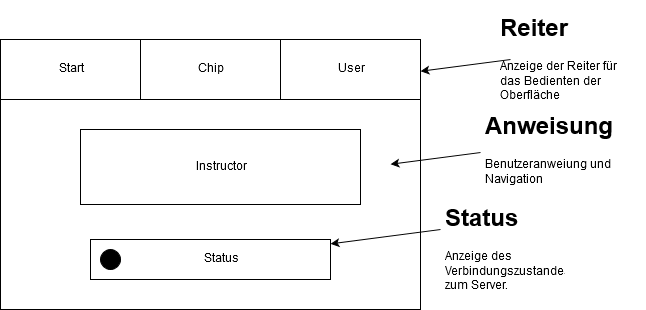 Start
Chip
User
Instructor
Status
Reiter
Anzeige der Reiter für
das Bedienten der
Oberfläche
Anweisung
Benutzeranweiung und
Navigation
Status
Anzeige des
Verbindungszustande
zum Server.